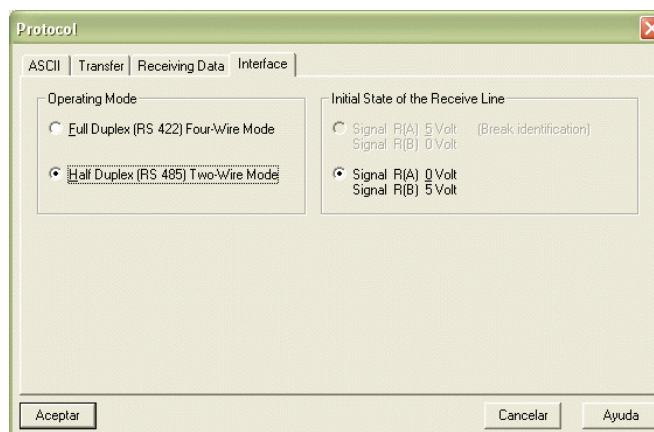 Protocol
ASCII Transfer Receiving Data Interface
Operating Mode
Full Duplex (RS 422) Four-Wire Mode
Half Duplex (RS 485) Two-Wire Mode
Initial State of the Receive Line
Signal R(A) 5 Volt (Break identification)
Signal R(B) 0 Volt
Signal R(A) 0 Volt
Signal R(B) 5 Volt
Aceptar Cancelar Ayuda